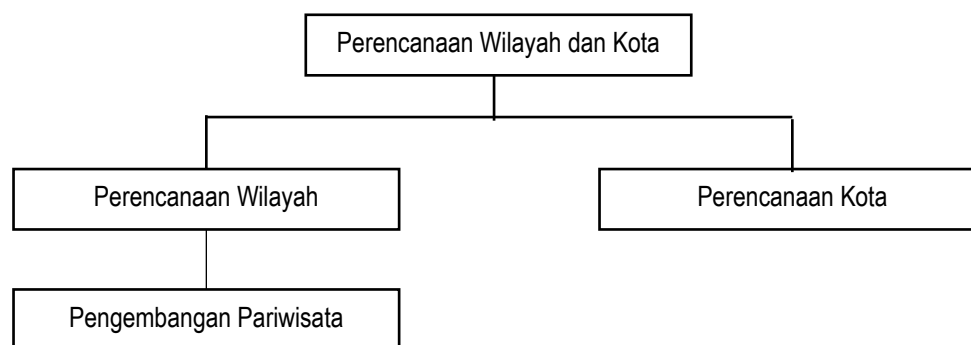 Perencanaan Wilayah dan Kota
Perencanaan Wilayah
Perencanaan Kota
Pengembangan Pariwisata